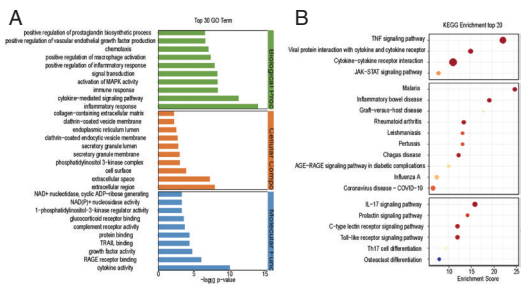 A
Top 30 GO Term
positive regulation of prostaglandin biosynthetic process
positive regulation of vascular endothelial growth factor production
chemotaxis
positive regulation of macrophage activation
positive regulation of inflammatory response
signal transduction
activation of MAPK activity
immune response
cytokine-mediated signaling pathway
inflammatory response
collagen-containing extracellular matrix
clathrin-coated vesicle membrane
endoplasmic reticulum lumen
clathrin-coated endocytic vesicle membrane
secretory granule lumen
secretory granule membrane
phosphatidylinositol 3-kinase complex
cell surface
extracellular space
extracellular region
NAD+ nucleotidase, cyclic ADP-ribose generating
NAD(P)+ nucleosidase activity
1-phosphatidylinositol-3-kinase regulator activity
glucocorticoid receptor binding
complement receptor activity
protein binding
TRAIL binding
growth factor activity
RAGE receptor binding
cytokine activity
Biological Proc
Cellular Compo
Molecular Func
0 5 10 15
-log10 p-value
B
KEGG Enrichment top 20
TNF signaling pathway
Viral protein interaction with cytokine and cytokine receptor
Cytokine-cytokine receptor interaction
JAK-STAT signaling pathway
Malaria
Inflammatory bowel disease
Graft-versus-host disease
Rheumatoid arthritis
Leishmaniasis
Pertussis
Chagas disease
AGE-RAGE signaling pathway in diabetic complications
Influenza A
Coronavirus disease - COVID-19
IL-17 signaling pathway
Prolactin signaling pathway
C-type lectin receptor signaling pathway
Toll-like receptor signaling pathway
Th17 cell differentiation
Osteoclast differentiation
10 15 20 25
Enrichment Score